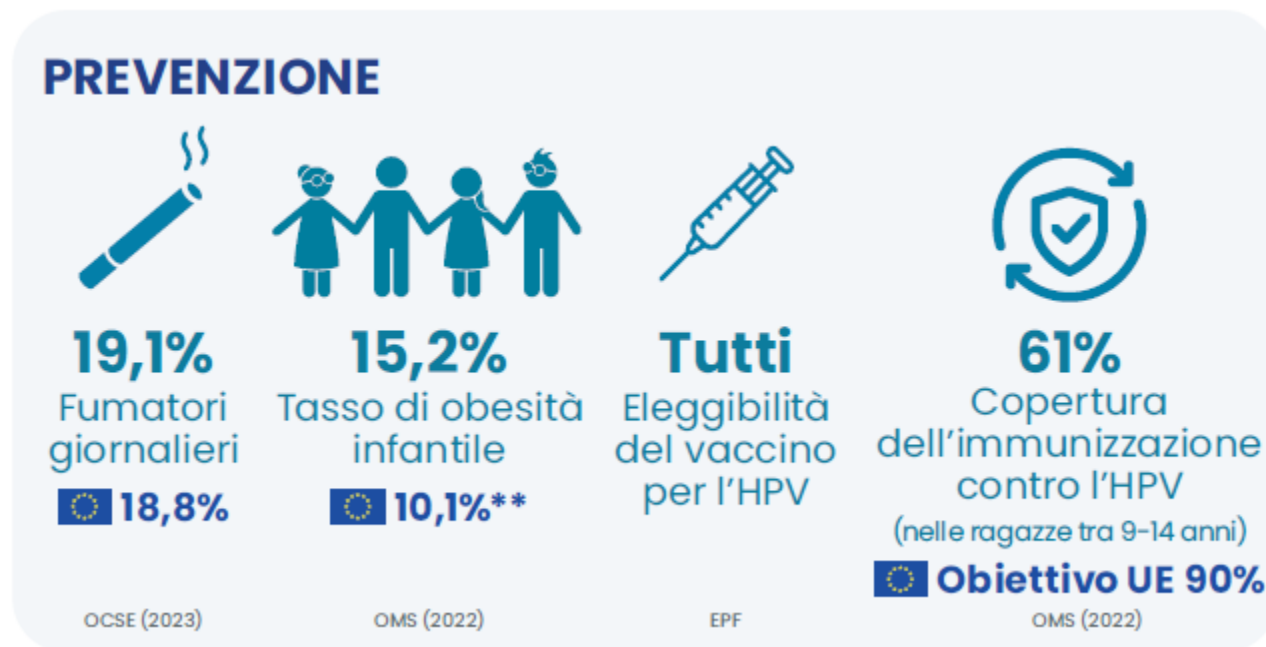 PREVENZIONE
19,1%
Fumatori
giornalieri
18,8%
OCSE (2023)
15,2%
Tasso di obesità
infantile
10,1%**
OMS (2022)
Tutti
Eleggibilità
del vaccino
per l'HPV
EPF
61%
Copertura
dell'immunizzazione
contro l'HPV
(nelle ragazze tra 9-14 anni)
Obiettivo UE 90%
OMS (2022)